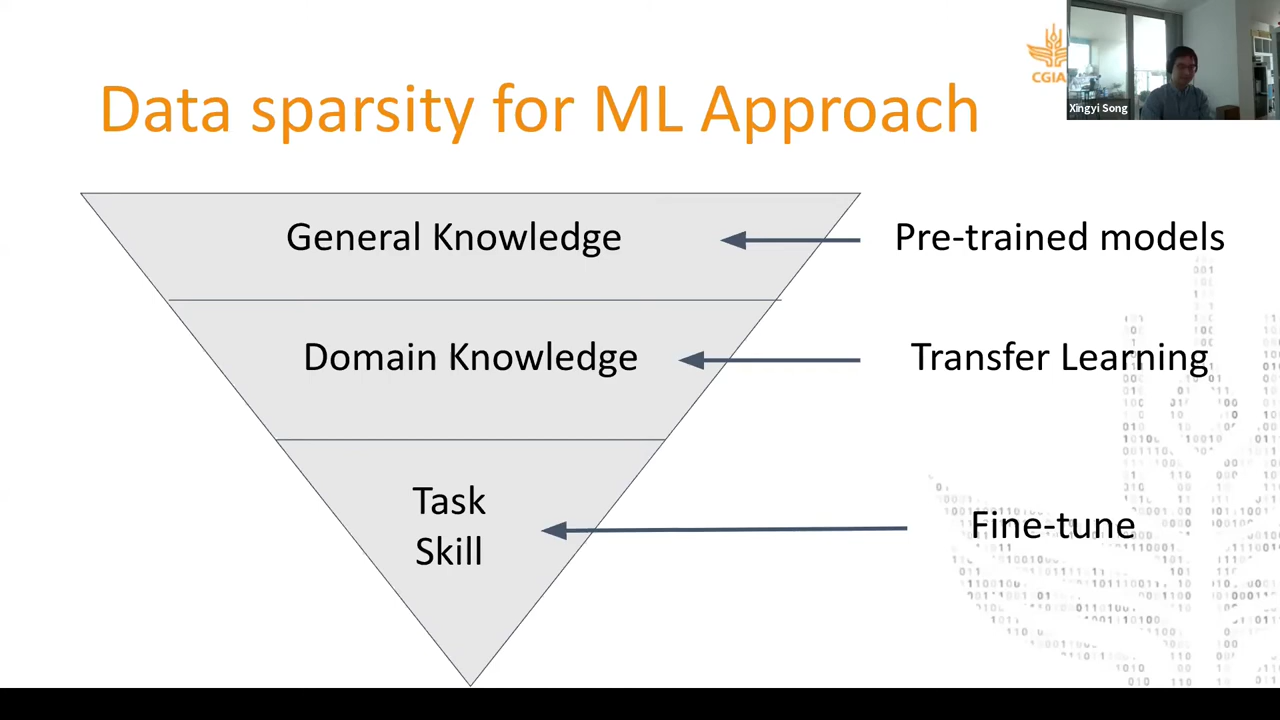 Data sparsity for ML Approach
CGIA
Xingyi Song
General Knowledge
Pre-trained models
Domain Knowledge
Transfer Learning
Task
Skill
Fine-tune